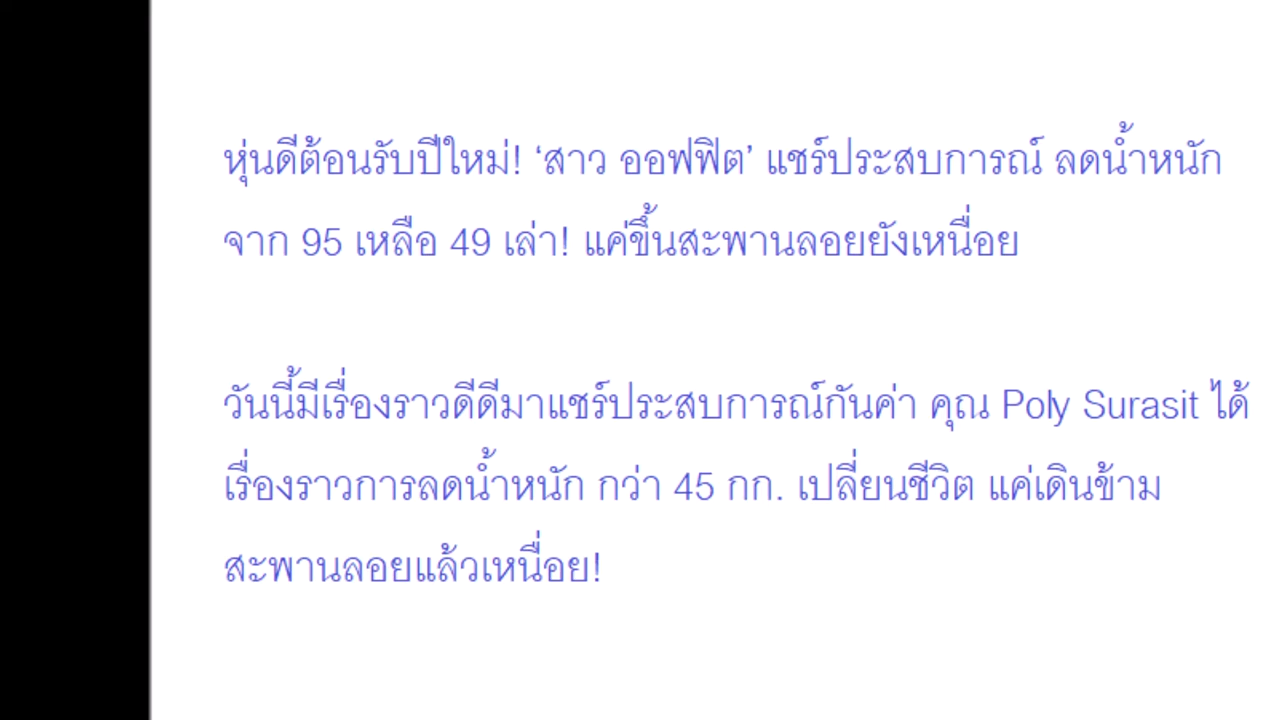 หุ่นดีต้อนรับปีใหม่! ‘สาว ออฟฟิต’ แชร์ประสบการณ์ ลดน้ำหนัก
จาก 95 เหลือ 49 เล่า! แค่ขึ้นสะพานลอยยังเหนื่อย
วันนี้มีเรื่องราวดีดีมาแชร์ประสบการณ์กันค่า คุณ Poly Surasit ได้
เรื่องราวการลดน้ำหนัก กว่า 45 กก. เปลี่ยนชีวิต แค่เดินข้าม
สะพานลอยแล้วเหนื่อย!